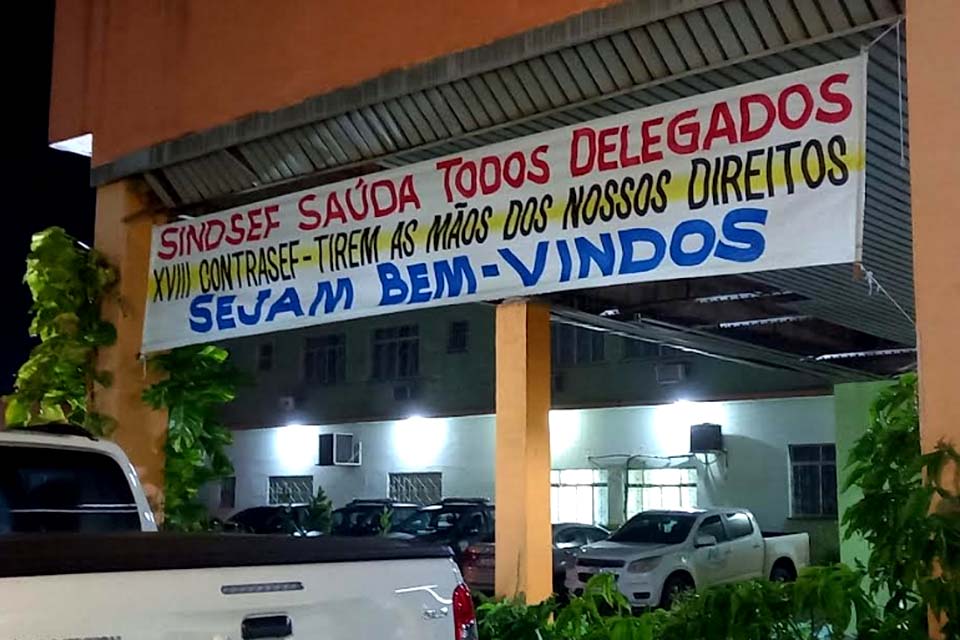 SINDSEF SAÚDA TODOS DELEGADOS
XVIII CONTRASEF-TIREM AS MÃOS DOS NOSSOS DIREITOS
SEJAM BEM-VINDOS